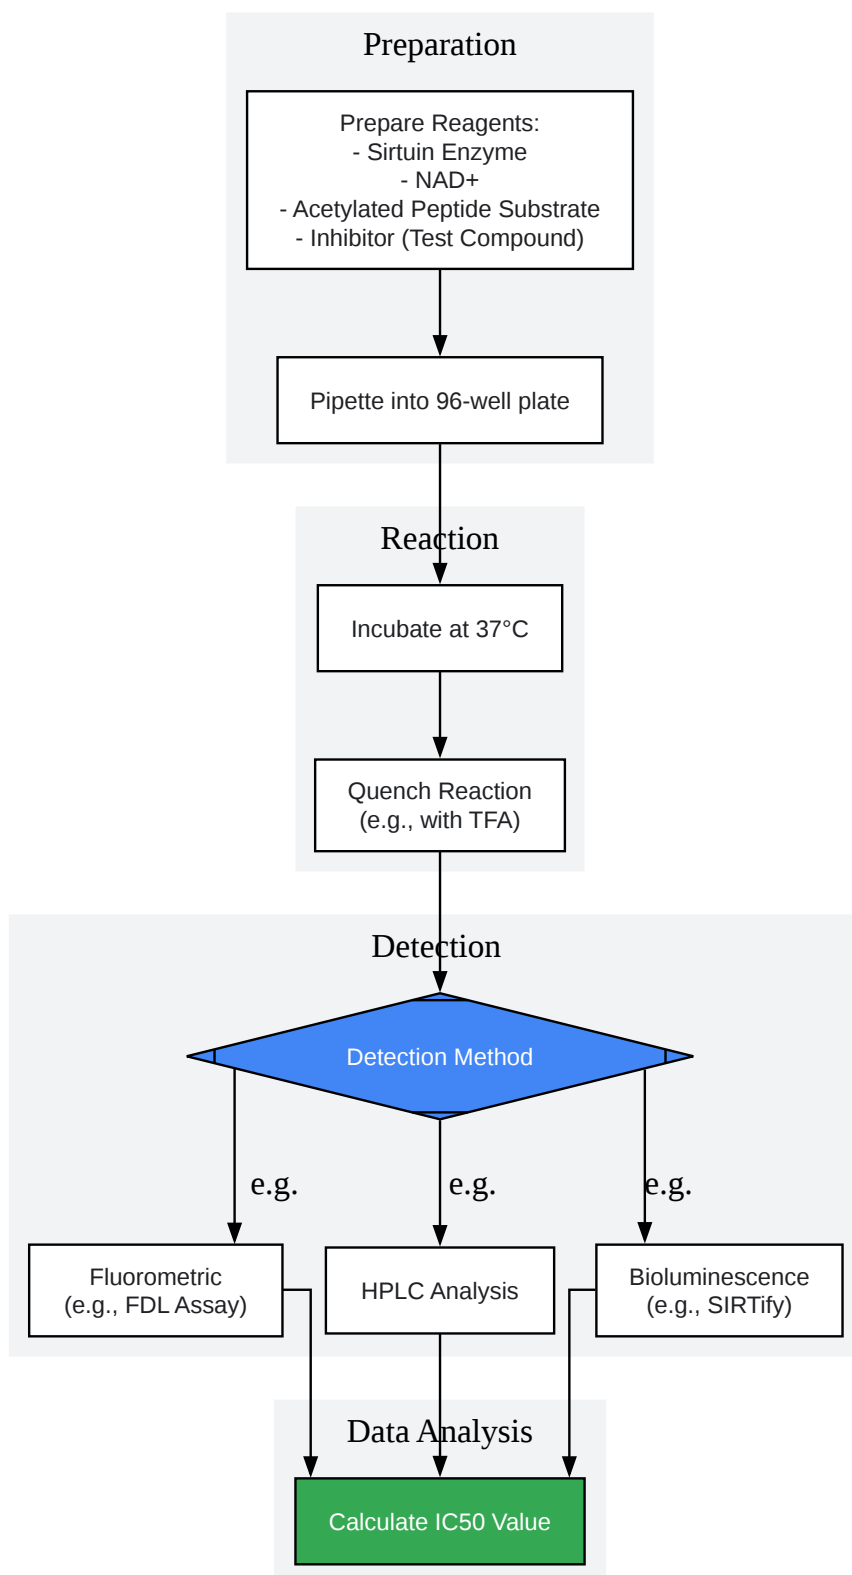 Preparation
Prepare Reagents:
- Sirtuin Enzyme
- NAD+
- Acetylated Peptide Substrate
- Inhibitor (Test Compound)
Pipette into 96-well plate
Reaction
Incubate at 37°C
Quench Reaction
(e.g., with TFA)
Detection
Detection Method
e.g.
e.g.
e.g.
Fluorometric
(e.g., FDL Assay)
HPLC Analysis
Bioluminescence
(e.g., SIRTify)
Data Analysis
Calculate IC50 Value